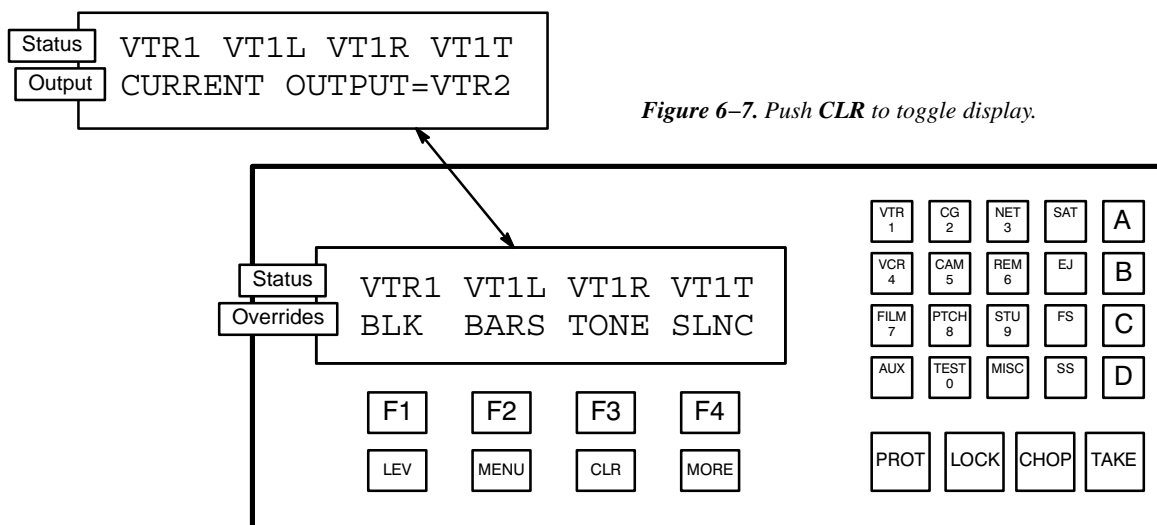 Status
VTR1 VT1L VT1R VT1T
Output
CURRENT OUTPUT=VTR2
Figure 6–7. Push CLR to toggle display.
Status
VTR1 VT1L VT1R VT1T
Overrides
BLK BARS TONE SLNC
F1 F2 F3 F4
LEV MENU CLR MORE
VTR 1
CG 2
NET 3
SAT
A
VCR 4
CAM 5
REM 6
EJ
B
FILM 7
PTCH 8
STU 9
FS
C
AUX
TEST 0
MISC
SS
D
PROT LOCK CHOP TAKE